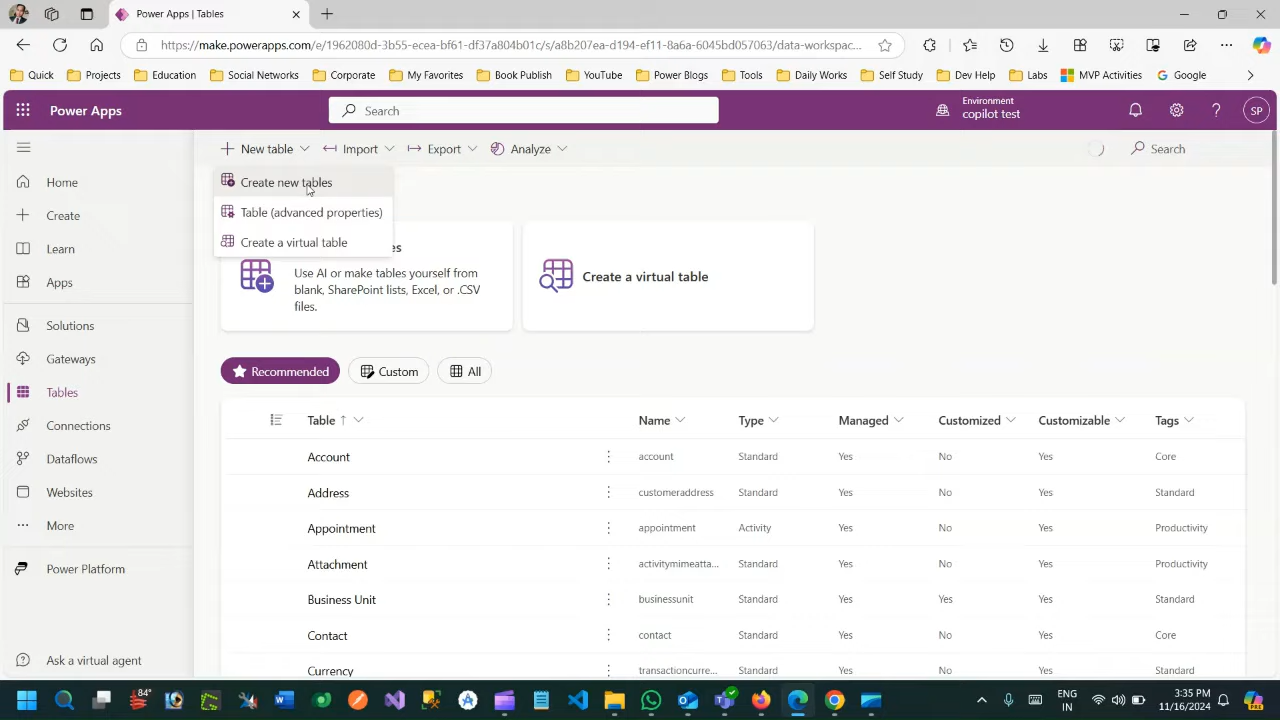 Power Apps | Tables
https://make.powerapps.com/e/1962080d-3b55-ecea-bf61-df37a804b01c/s/a8b207ea-d194-ef11-8a6a-6045bd057063/data-workspac...
Quick
Projects
Education
Social Networks
Corporate
My Favorites
Book Publish
YouTube
Power Blogs
Tools
Daily Works
Self Study
Dev Help
Labs
MVP Activities
Google
Power Apps
Search
Environment
copilot test
SP
New table
Import
Export
Analyze
Search
Home
Create
Learn
Apps
Solutions
Gateways
Tables
Connections
Dataflows
Websites
More
Power Platform
Ask a virtual agent
Create new tables
Table (advanced properties)
Create a virtual table
es
Use AI or make tables yourself from
blank, SharePoint lists, Excel, or .CSV
files.
Create a virtual table
Recommended
Custom
All
Table ↑ Name Type Managed Customized Customizable Tags
Account account Standard Yes No Yes Core
Address customeraddress Standard Yes No Yes Standard
Appointment appointment Activity Yes No Yes Productivity
Attachment activitymimeatta... Standard Yes No Yes Productivity
Business Unit businessunit Standard Yes Yes Yes Standard
Contact contact Standard Yes No Yes Core
Currency transactioncurre... Standard Yes No Yes Standard
84°
ENG
IN
3:35 PM
11/16/2024
PRE